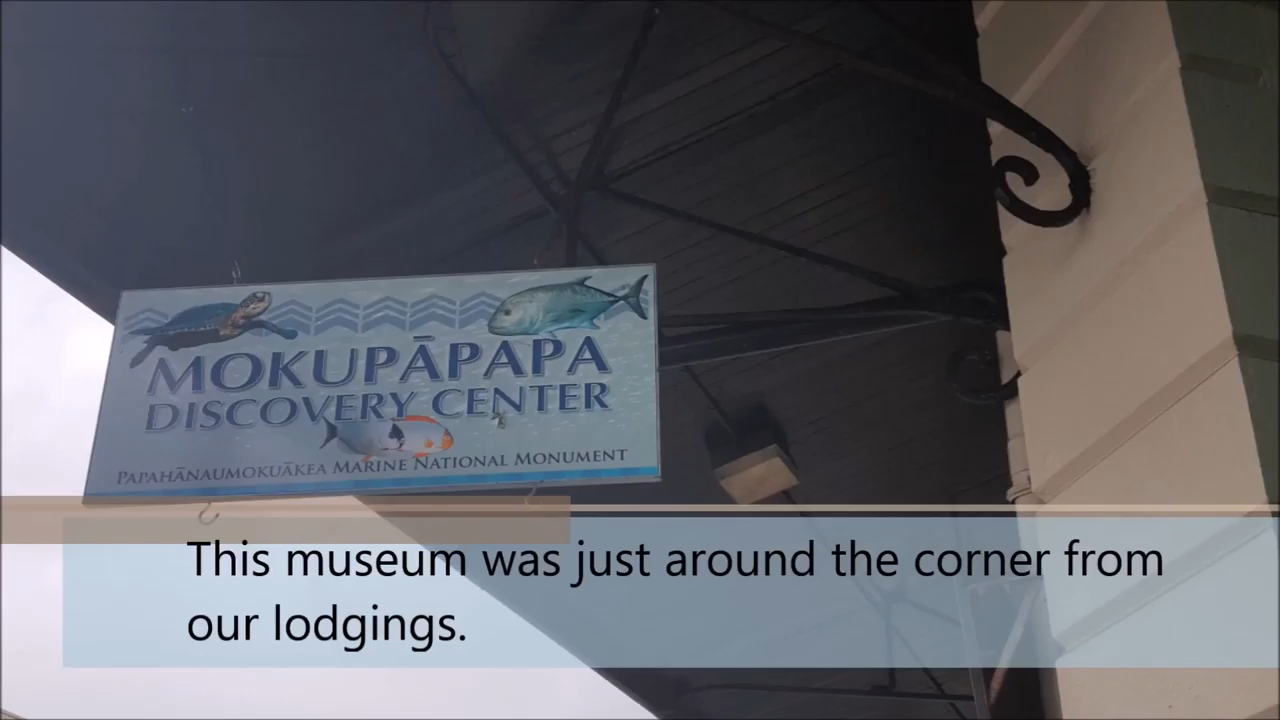 MOKUPĀPAPA
DISCOVERY CENTER
PAPAHĀNAUMOKUĀKEA MARINE NATIONAL MONUMENT
This museum was just around the corner from
our lodgings.